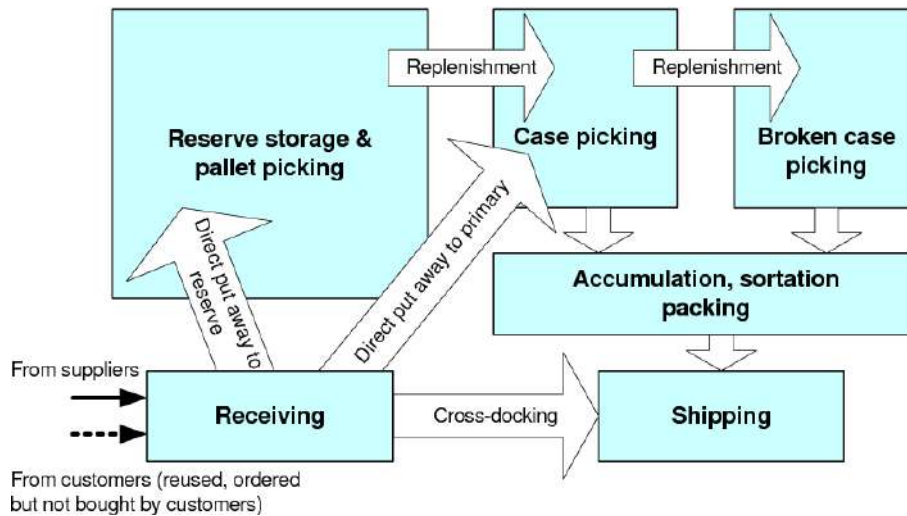 Reserve storage &
pallet picking
Replenishment
Case picking
Replenishment
Broken case
picking
Direct put away to
reserve
Direct put away to primary
Accumulation, sortation
packing
From suppliers
Receiving
Cross-docking
Shipping
From customers (reused, ordered
but not bought by customers)